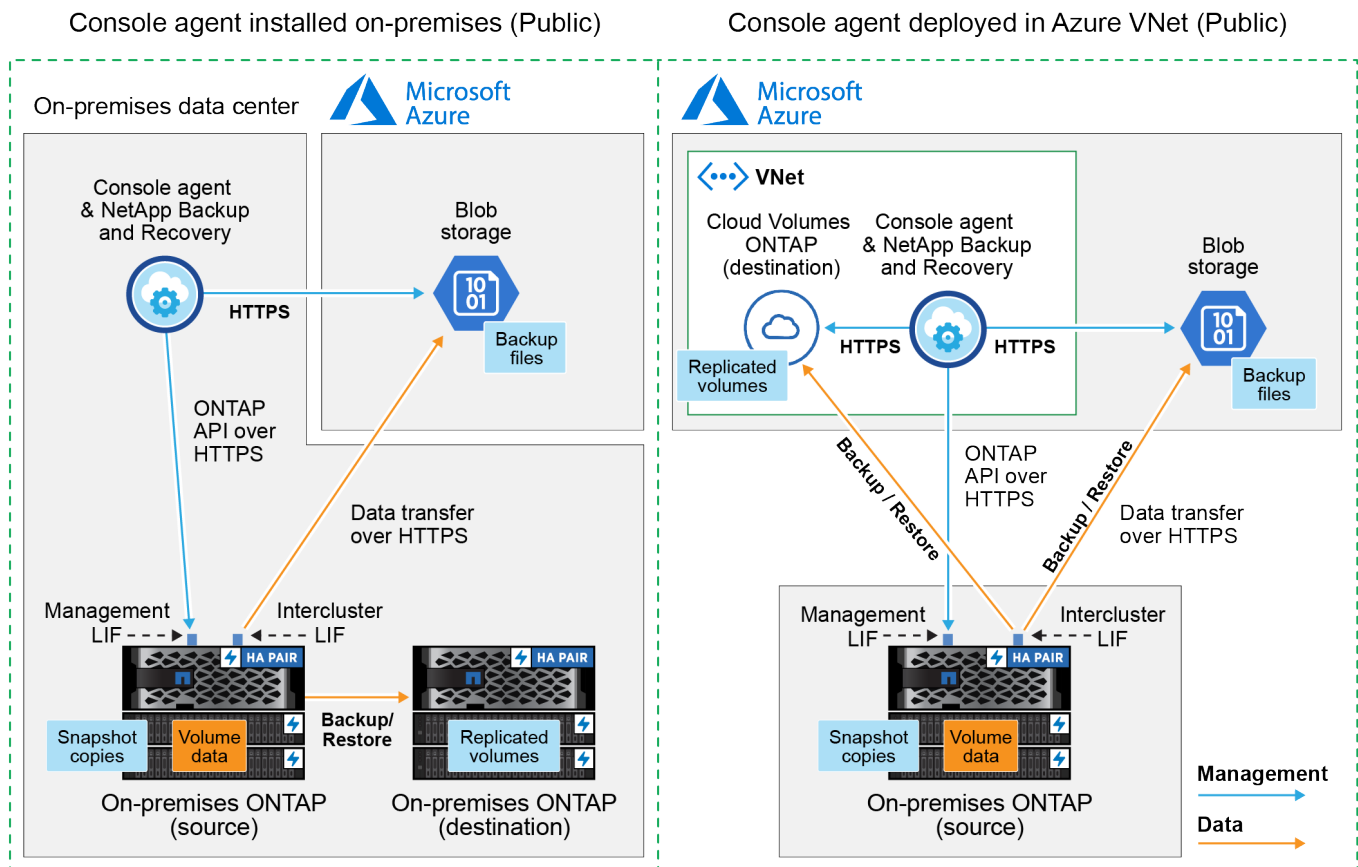 Console agent installed on-premises (Public)
On-premises data center
Microsoft
Azure
Console agent
& NetApp Backup
and Recovery
Blob
storage
HTTPS
10
01
Backup
files
ONTAP
API over
HTTPS
Data transfer
over HTTPS
Management
LIF
Intercluster
LIF
HA PAIR
HA PAIR
Snapshot
copies
Volume
data
Backup/
Restore
Replicated
volumes
On-premises ONTAP
(source)
On-premises ONTAP
(destination)
Console agent deployed in Azure VNet (Public)
Microsoft
Azure
VNet
Cloud Volumes
ONTAP
(destination)
Console agent
& NetApp Backup
and Recovery
Blob
storage
HTTPS
HTTPS
10
01
Replicated
volumes
Backup
files
Backup / Restore
ONTAP
API over
HTTPS
Backup / Restore
Data transfer
over HTTPS
Management
LIF
Intercluster
LIF
HA PAIR
Snapshot
copies
Volume
data
On-premises ONTAP
(source)
Management
Data